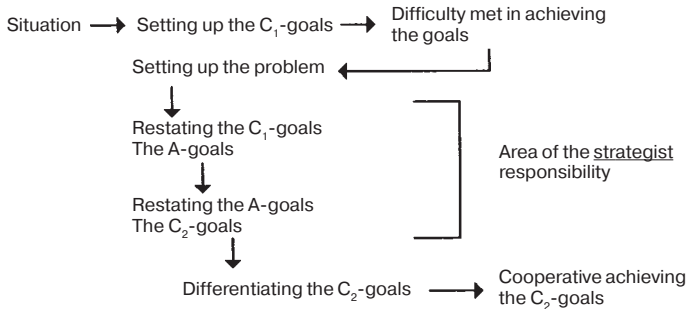 Situation Setting up the C₁-goals Difficulty met in achieving
the goals
Setting up the problem
Restating the C₁-goals
The A-goals
Area of the strategist
responsibility
Restating the A-goals
The C₂-goals
Differentiating the C₂-goals Cooperative achieving
the C₂-goals